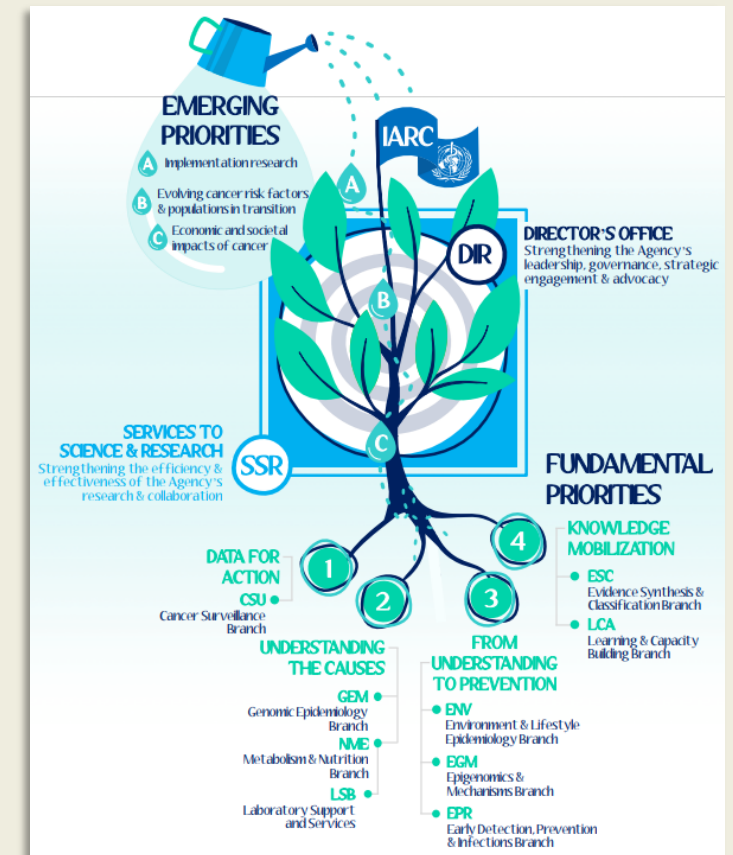 EMERGING
PRIORITIES
A Implementation research
B Evolving cancer risk factors
& populations in transition
C Economic and societal
impacts of cancer
IARC
A
B
C
DIR
DIRECTOR'S OFFICE
Strengthening the Agency's
leadership, governance, strategic
engagement & advocacy
SERVICES TO
SCIENCE & RESEARCH
Strengthening the efficiency &
effectiveness of the Agency's
research & collaboration
SSR
FUNDAMENTAL
PRIORITIES
1
DATA FOR
ACTION
CSU
Cancer Surveillance
Branch
2
UNDERSTANDING
THE CAUSES
GEM
Genomic Epidemiology
Branch
NME
Metabolism & Nutrition
Branch
LSB
Laboratory Support
and Services
3
FROM
UNDERSTANDING
TO PREVENTION
ENV
Environment & Lifestyle
Epidemiology Branch
EGM
Epigenomics &
Mechanisms Branch
EPR
Early Detection, Prevention
& Infections Branch
4
KNOWLEDGE
MOBILIZATION
ESC
Evidence Synthesis &
Classification Branch
LCA
Learning & Capacity
Building Branch